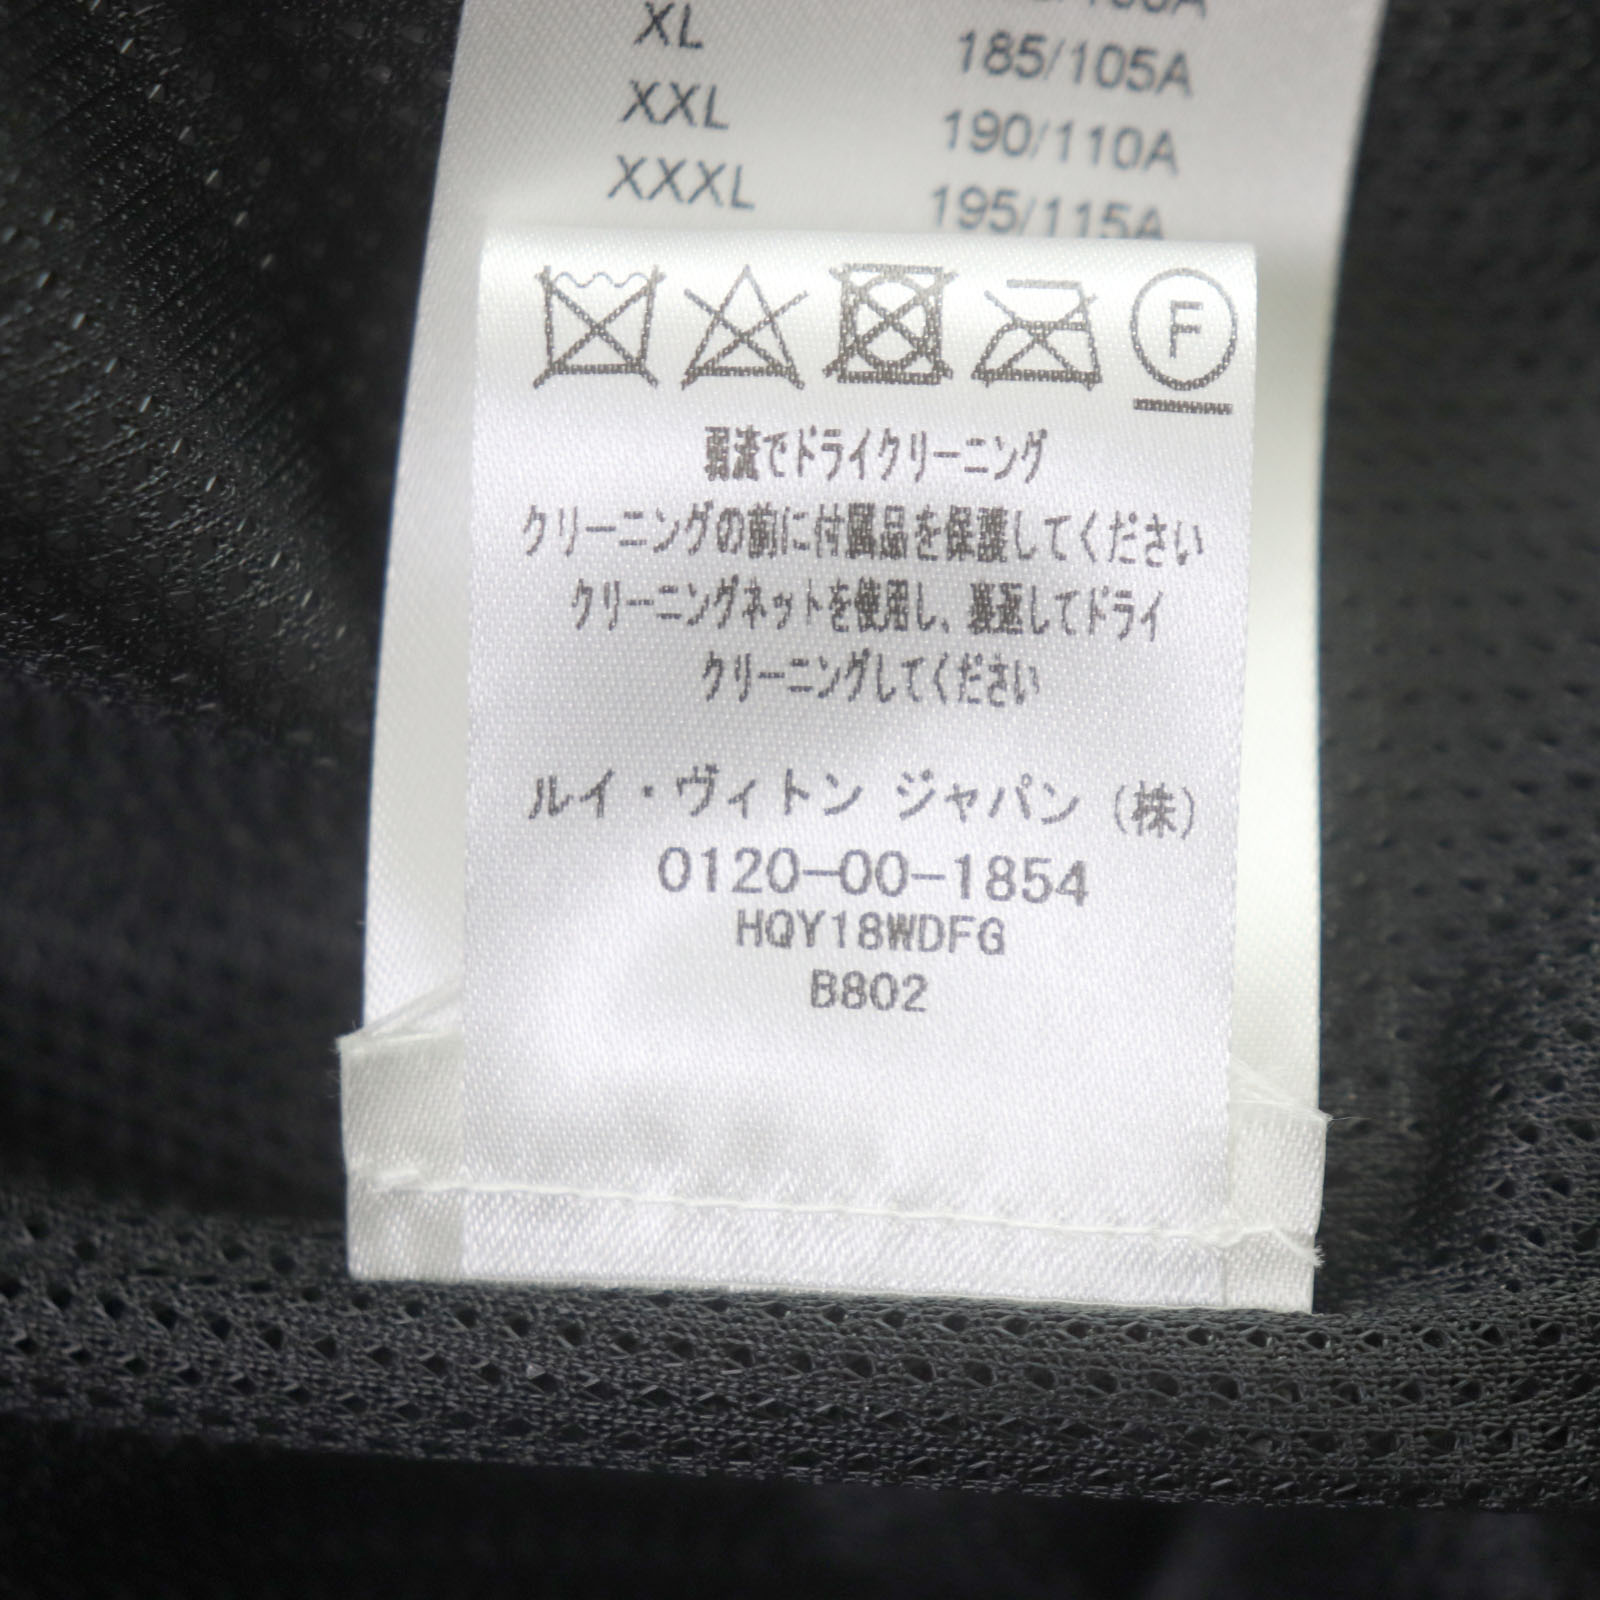 XL 185/105A
XXL 190/110A
XXXL 195/115A
F
弱流でドライクリーニング
クリーニングの前に付属品を保護してください
クリーニングネットを使用し、裏返してドライ
クリーニングしてください
ルイ・ヴィトン ジャパン (株)
0120-00-1854
HQY18WDFG
B802